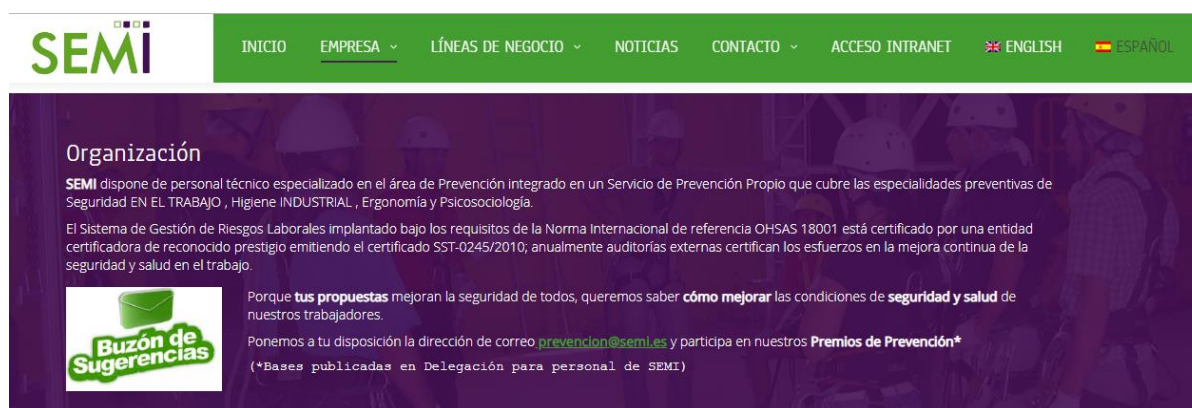 SEMI
INICIO EMPRESA LÍNEAS DE NEGOCIO NOTICIAS CONTACTO ACCESO INTRANET ENGLISH ESPAÑOL
Organización
SEMI dispone de personal técnico especializado en el área de Prevención integrado en un Servicio de Prevención Propio que cubre las especialidades preventivas de
Seguridad EN EL TRABAJO , Higiene INDUSTRIAL , Ergonomía y Psicosociología.
El Sistema de Gestión de Riesgos Laborales implantado bajo los requisitos de la Norma Internacional de referencia OHSAS 18001 está certificado por una entidad
certificadora de reconocido prestigio emitiendo el certificado SST-0245/2010; anualmente auditorías externas certifican los esfuerzos en la mejora continua de la
seguridad y salud en el trabajo.
Buzón de
Sugerencias
Porque tus propuestas mejoran la seguridad de todos, queremos saber cómo mejorar las condiciones de seguridad y salud de
nuestros trabajadores.
Ponemos a tu disposición la dirección de correo prevencion@semi.es y participa en nuestros Premios de Prevención*
(*Bases publicadas en Delegación para personal de SEMI)